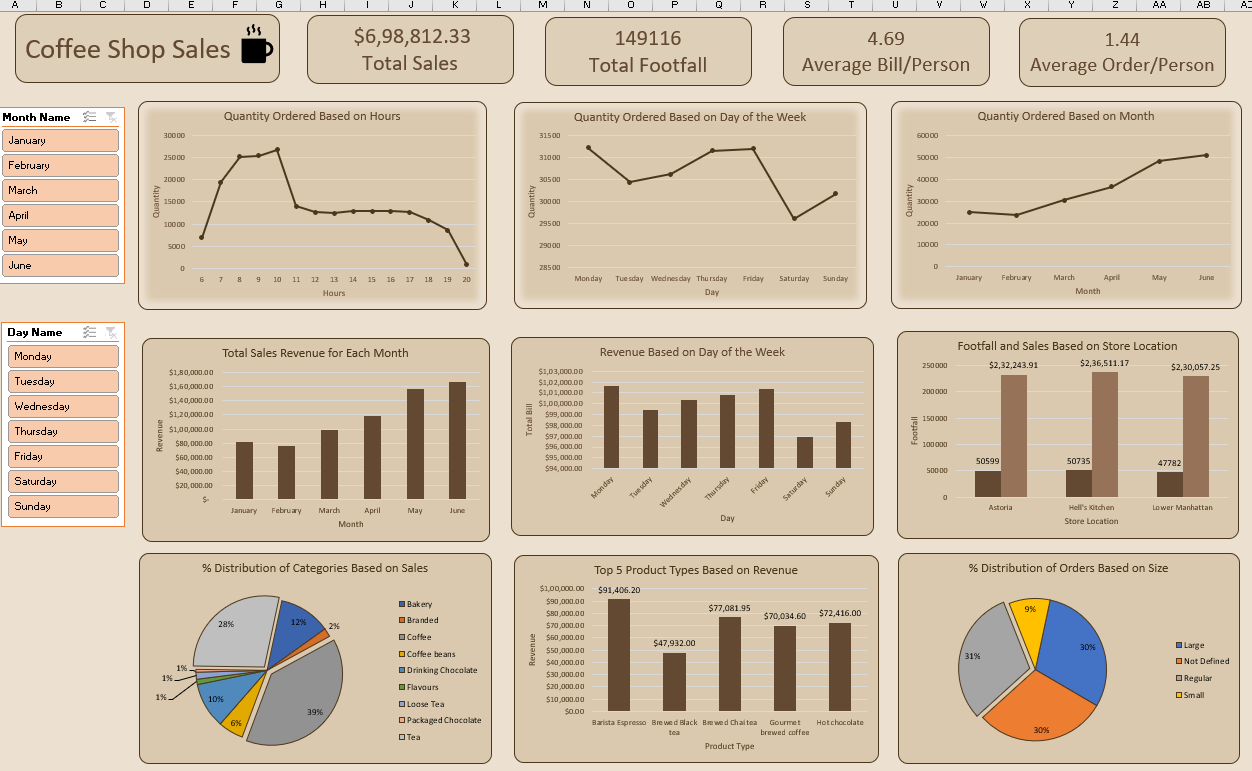 A B C D E F G H I J K L M N O P Q R S T U V W X Y Z AA AB
Coffee Shop Sales
$6,98,812.33
Total Sales
149116
Total Footfall
4.69
Average Bill/Person
1.44
Average Order/Person
Month Name
January
February
March
April
May
June
Quantity Ordered Based on Hours
Quantity
30000
25000
20000
15000
10000
5000
0
6 7 8 9 10 11 12 13 14 15 16 17 18 19 20
Hours
Quantity Ordered Based on Day of the Week
Quantity
31500
31000
30500
30000
29500
29000
28500
Monday Tuesday Wednesday Thursday Friday Saturday Sunday
Day
Quantiy Ordered Based on Month
Quantity
60000
50000
40000
30000
20000
10000
0
January February March April May June
Month
Day Name
Monday
Tuesday
Wednesday
Thursday
Friday
Saturday
Sunday
Total Sales Revenue for Each Month
Revenue
$1,80,000.00
$1,60,000.00
$1,40,000.00
$1,20,000.00
$1,00,000.00
$80,000.00
$60,000.00
$40,000.00
$20,000.00
$-
January February March April May June
Month
Revenue Based on Day of the Week
Total Bill
$1,03,000.00
$1,02,000.00
$1,01,000.00
$1,00,000.00
$99,000.00
$98,000.00
$97,000.00
$96,000.00
$95,000.00
$94,000.00
Monday Tuesday Wednesday Thursday Friday Saturday Sunday
Day
Footfall and Sales Based on Store Location
Footfall
250000
200000
150000
100000
50000
0
$2,32,243.91 $2,36,511.17 $2,30,057.25
50599 50735 47782
Astoria Hell's Kitchen Lower Manhattan
Store Location
% Distribution of Categories Based on Sales
28%
12%
2%
39%
6%
10%
1%
1%
1%
Bakery
Branded
Coffee
Coffee beans
Drinking Chocolate
Flavours
Loose Tea
Packaged Chocolate
Tea
Top 5 Product Types Based on Revenue
Revenue
$1,00,000.00
$90,000.00
$80,000.00
$70,000.00
$60,000.00
$50,000.00
$40,000.00
$30,000.00
$20,000.00
$10,000.00
$0.00
$91,406.20
$47,932.00
$77,081.95
$70,034.60
$72,416.00
Barista Espresso Brewed Black tea Brewed Chai tea Gourmet brewed coffee Hot chocolate
Product Type
% Distribution of Orders Based on Size
9%
30%
31%
30%
Large
Not Defined
Regular
Small